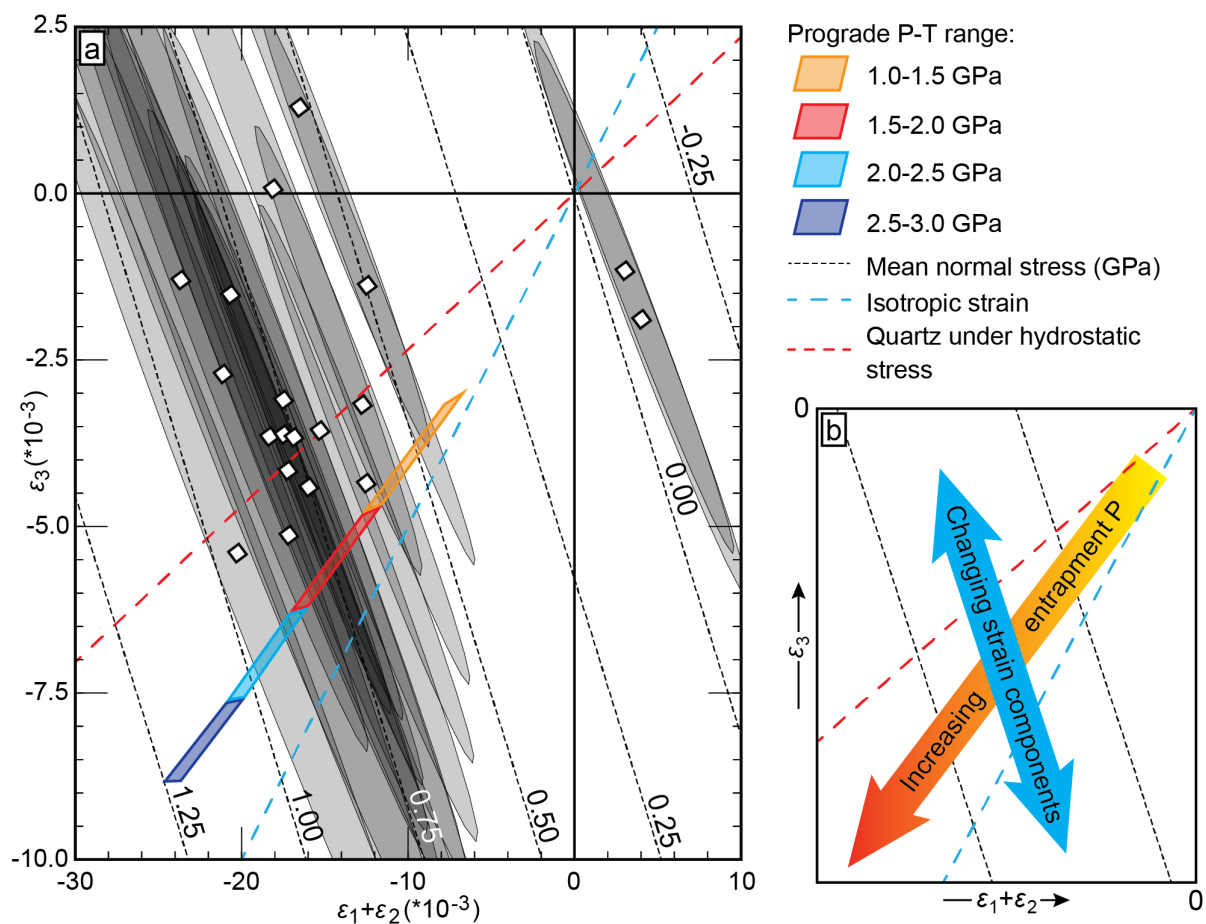 a
2.5
0.0
-2.5
-5.0
-7.5
-10.0
ε3(*10-3)
-30
-20
-10
0
10
ε1+ε2(*10-3)
-0.25
0.00
0.25
0.50
0.75
1.00
1.25
Prograde P-T range:
1.0-1.5 GPa
1.5-2.0 GPa
2.0-2.5 GPa
2.5-3.0 GPa
Mean normal stress (GPa)
Isotropic strain
Quartz under hydrostatic
stress
b
0
ε3
Changing strain components
Increasing entrapment P
ε1+ε2
0